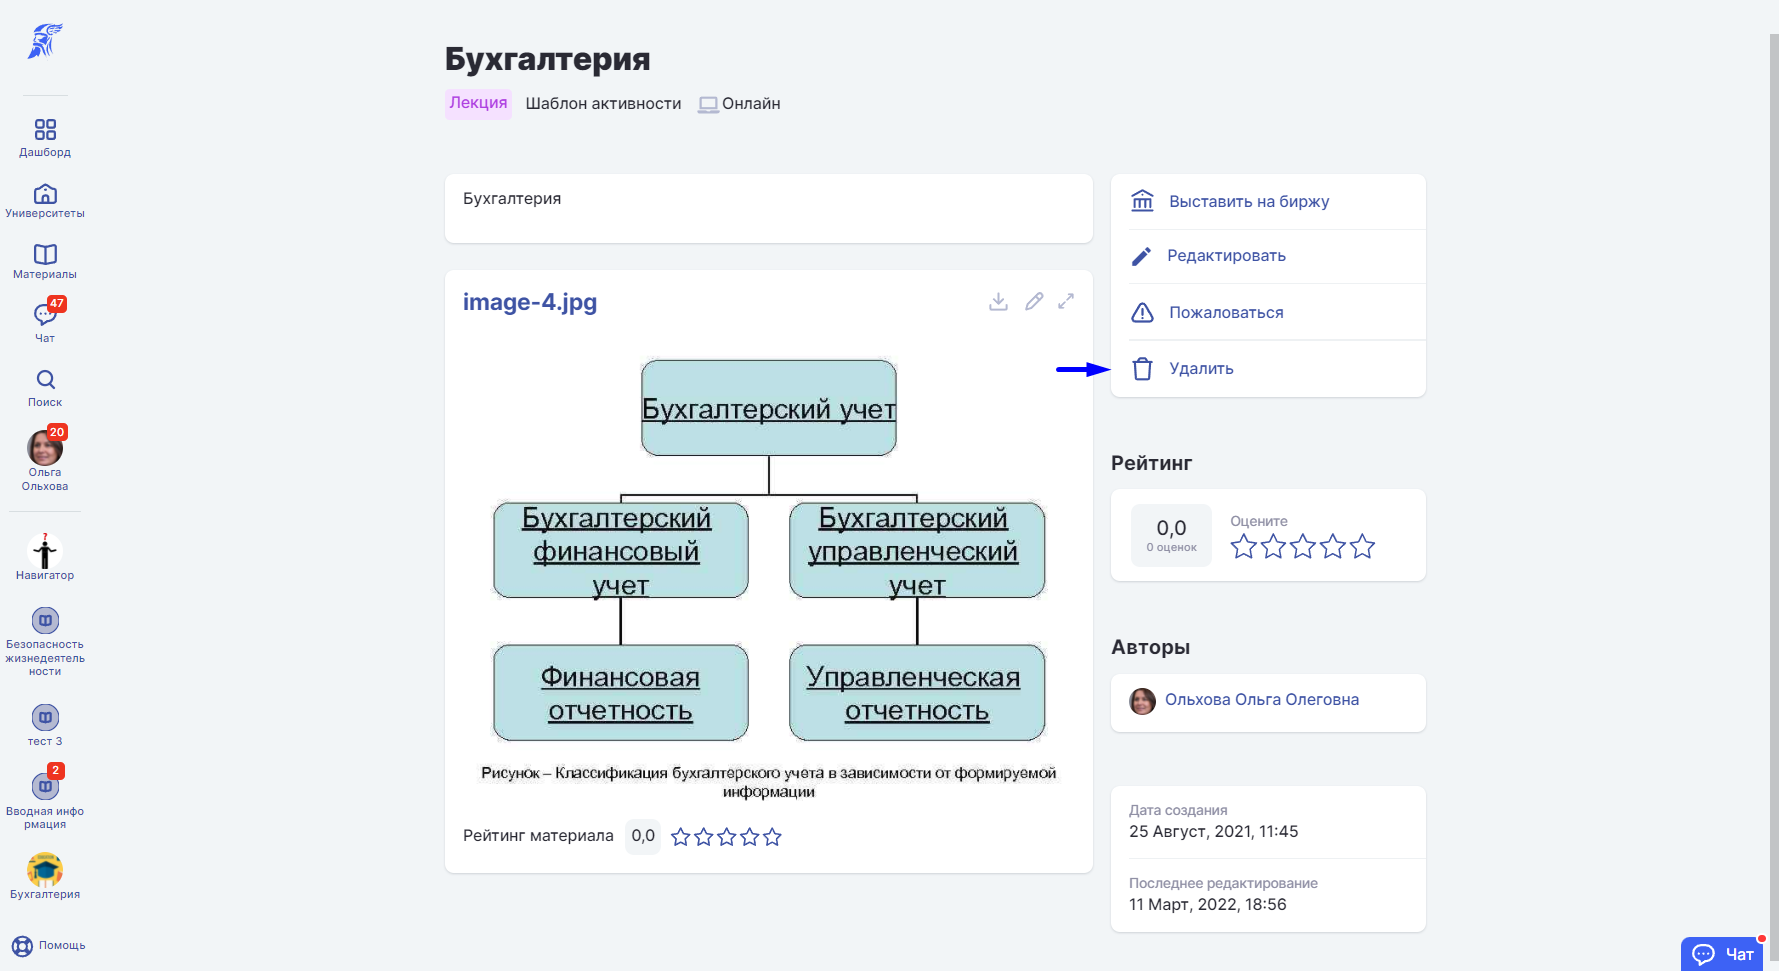 Дашборд
Университеты
Материалы
47
Чат
Поиск
20
Ольга
Ольхова
?
Навигатор
Безопасность
жизнедеятель
ности
тест 3
2
Вводная инфо
рмация
Бухгалтерия
Помощь
Бухгалтерия
Лекция Шаблон активности Онлайн
Бухгалтерия
image-4.jpg
Бухгалтерский учет
Бухгалтерский
финансовый
учет
Бухгалтерский
управленческий
учет
Финансовая
отчетность
Управленческая
отчетность
Рисунок – Классификация бухгалтерского учета в зависимости от формируемой
информации
Рейтинг материала 0,0
Выставить на биржу
Редактировать
Пожаловаться
Удалить
Рейтинг
0,0
0 оценок
Оцените
Авторы
Ольхова Ольга Олеговна
Дата создания
25 Август, 2021, 11:45
Последнее редактирование
11 Март, 2022, 18:56
Чат